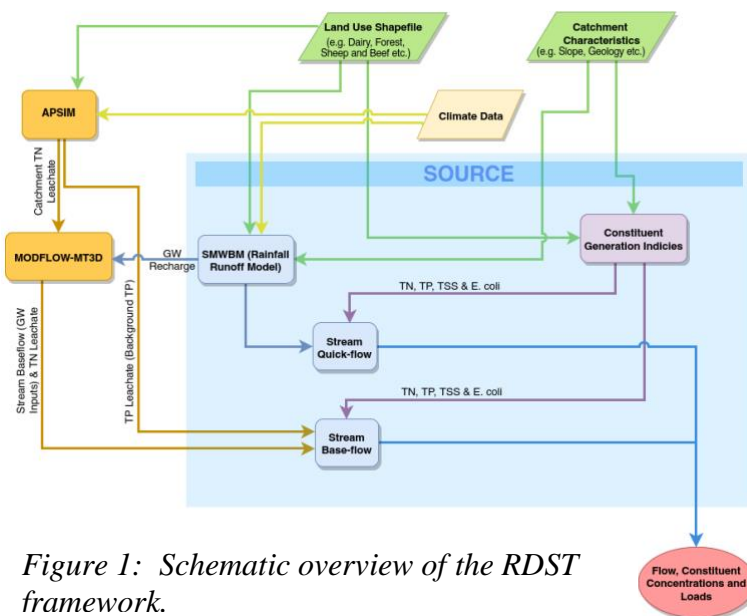 Land Use Shapefile
(e.g. Dairy, Forest,
Sheep and Beef etc.)
Catchment
Characteristics
(e.g. Slope, Geology etc.)
APSIM
Climate Data
Catchment TN
Leachate
SOURCE
MODFLOW-MT3D
GW
Recharge
SMWBM (Rainfall
Runoff Model)
Constituent
Generation Indicies
TN, TP, TSS & E. coli
Stream
Quick-flow
Stream Baseflow (GW
Inputs) & TN Leachate
TP Leachate (Background TP)
TN, TP, TSS & E. coli
Stream
Base-flow
Flow, Constituent
Concentrations and
Loads
Figure 1: Schematic overview of the RDST
framework.